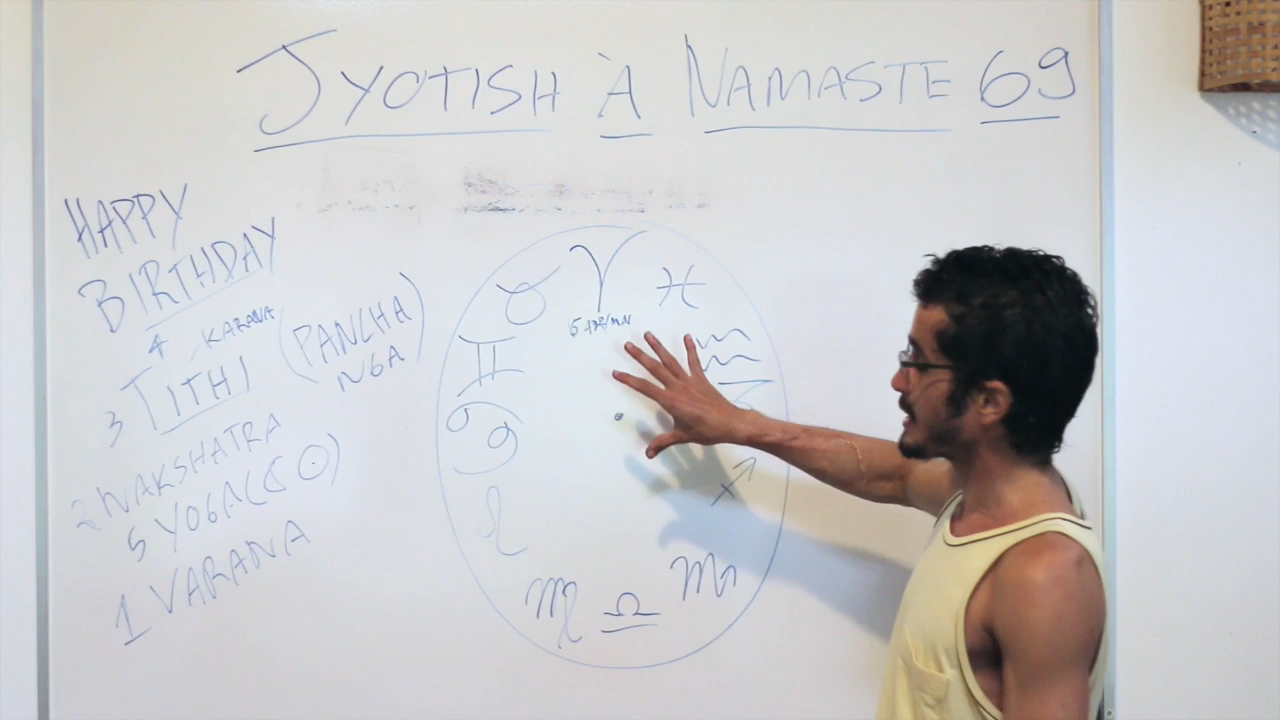 JYOTISH À NAMASTE 69
HAPPY
BIRTHDAY
4 KARANA
3 TITHI (PANCHA
NGA)
2 NAKSHATRA
5 YOGA (☾ ☉)
1 VARANA
♈
♉
♓
♊
♒
♋
♐
♌
♍
♎
♏